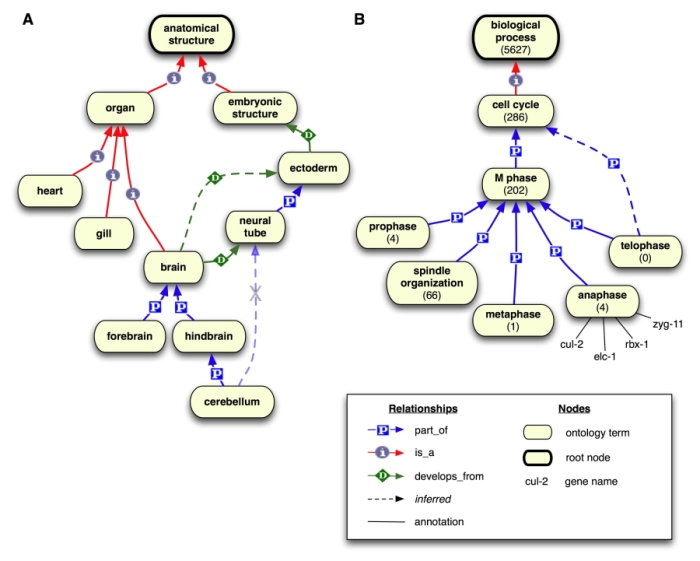 A
anatomical
structure
i
i
organ
embryonic
structure
D
i
ectoderm
i
D
heart
i
P
gill
neural
tube
brain
D
X
P
P
forebrain
hindbrain
P
cerebellum
B
biological
process
(5627)
i
cell cycle
(286)
P
P
M phase
(202)
prophase
(4)
P
P
P
P
P
telophase
(0)
spindle
organization
(66)
metaphase
(1)
anaphase
(4)
zyg-11
cul-2
rbx-1
elc-1
Relationships
P part_of
i is_a
D develops_from
inferred
annotation
Nodes
ontology term
root node
cul-2 gene name